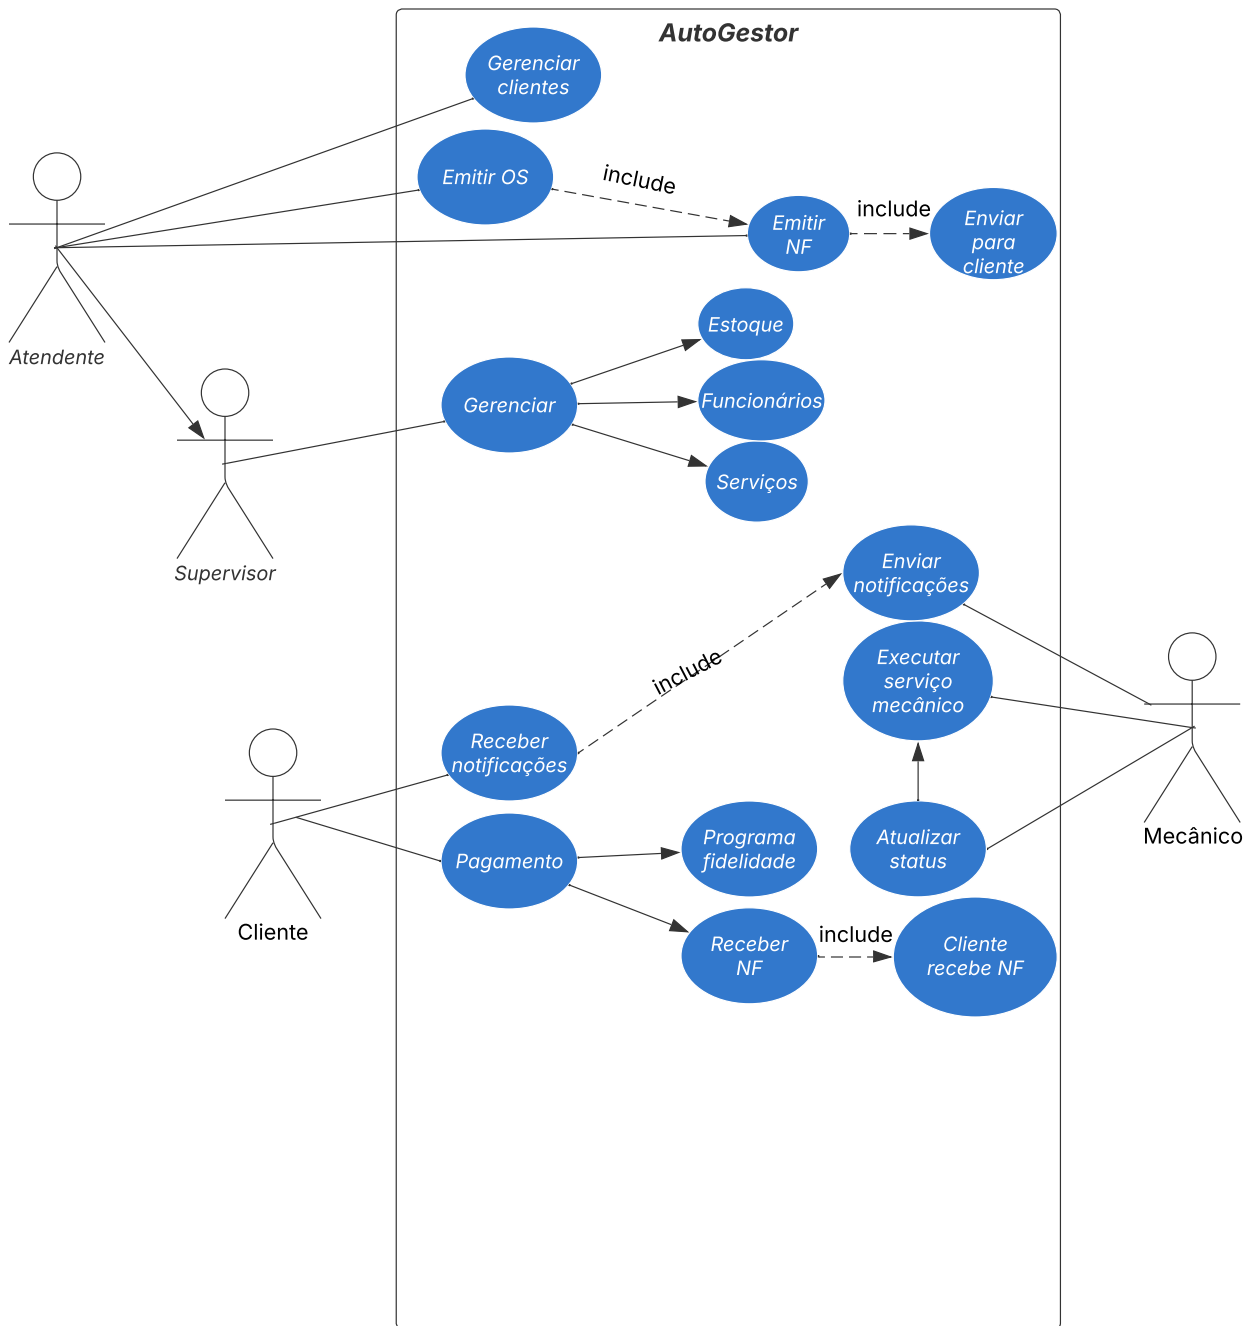 AutoGestor
Gerenciar
clientes
Emitir OS
include
Emitir
NF
include
Enviar
para
cliente
Atendente
Estoque
Gerenciar
Funcionários
Serviços
Supervisor
Enviar
notificações
Executar
serviço
mecânico
include
Receber
notificações
Mecânico
Cliente
Pagamento
Programa
fidelidade
Atualizar
status
Receber
NF
include
Cliente
recebe NF